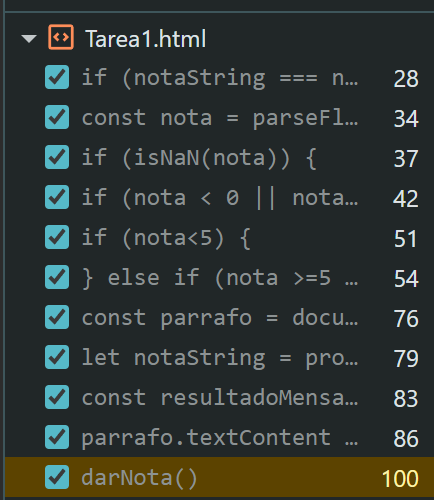 Tarea1.html
if (notaString === n... 28
const nota = parseFl... 34
if (isNaN(nota)) { 37
if (nota < 0 || nota... 42
if (nota<5) { 51
} else if (nota >=5 ... 54
const parrafo = docu... 76
let notaString = pro... 79
const resultadoMensa... 83
parrafo.textContent ... 86
darNota() 100